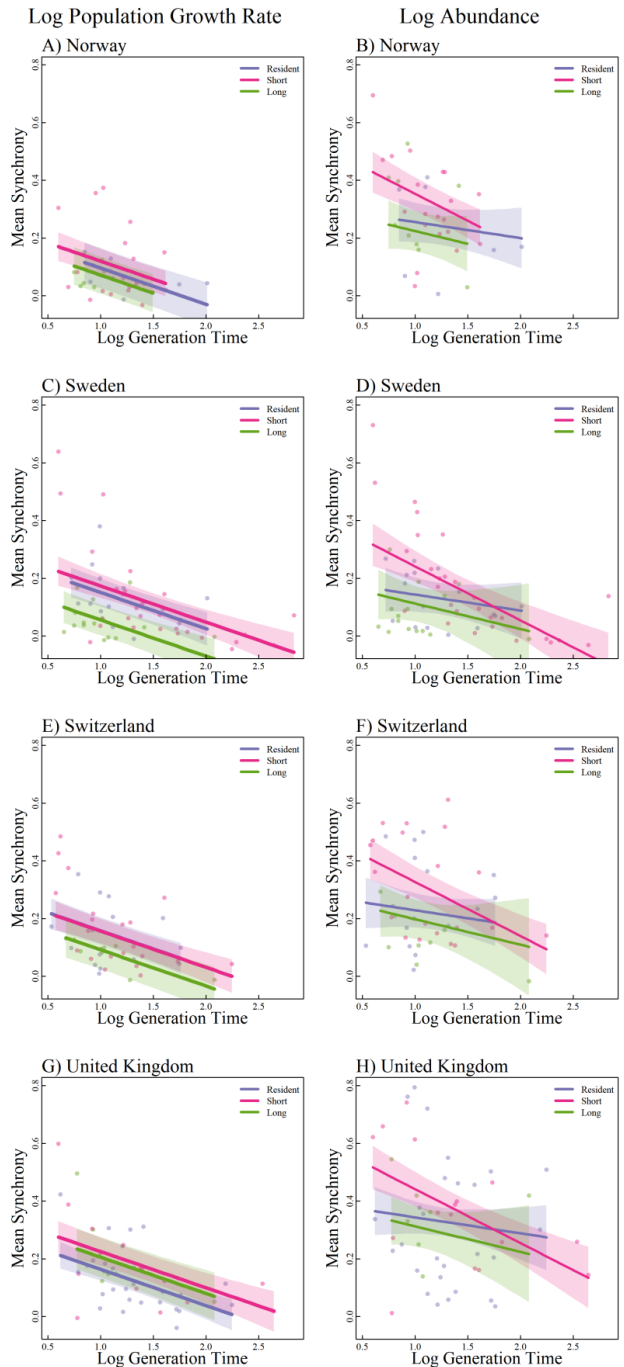 Log Population Growth Rate
Log Abundance
A) Norway
B) Norway
Resident
Short
Long
Resident
Short
Long
Mean Synchrony
0.8
0.6
0.4
0.2
0.0
Mean Synchrony
0.8
0.6
0.4
0.2
0.0
0.5 1.0 1.5 2.0 2.5
0.5 1.0 1.5 2.0 2.5
Log Generation Time
Log Generation Time
C) Sweden
D) Sweden
Resident
Short
Long
Resident
Short
Long
Mean Synchrony
0.8
0.6
0.4
0.2
0.0
Mean Synchrony
0.8
0.6
0.4
0.2
0.0
0.5 1.0 1.5 2.0 2.5
0.5 1.0 1.5 2.0 2.5
Log Generation Time
Log Generation Time
E) Switzerland
F) Switzerland
Resident
Short
Long
Resident
Short
Long
Mean Synchrony
0.8
0.6
0.4
0.2
0.0
Mean Synchrony
0.8
0.6
0.4
0.2
0.0
0.5 1.0 1.5 2.0 2.5
0.5 1.0 1.5 2.0 2.5
Log Generation Time
Log Generation Time
G) United Kingdom
H) United Kingdom
Resident
Short
Long
Resident
Short
Long
Mean Synchrony
0.8
0.6
0.4
0.2
0.0
Mean Synchrony
0.8
0.6
0.4
0.2
0.0
0.5 1.0 1.5 2.0 2.5
0.5 1.0 1.5 2.0 2.5
Log Generation Time
Log Generation Time